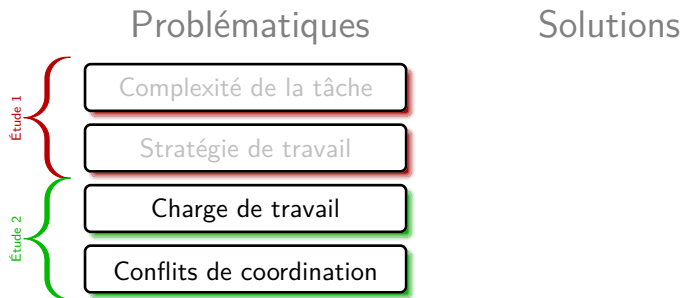 Problématiques Solutions
Étude 1
Complexité de la tâche
Stratégie de travail
Étude 2
Charge de travail
Conflits de coordination